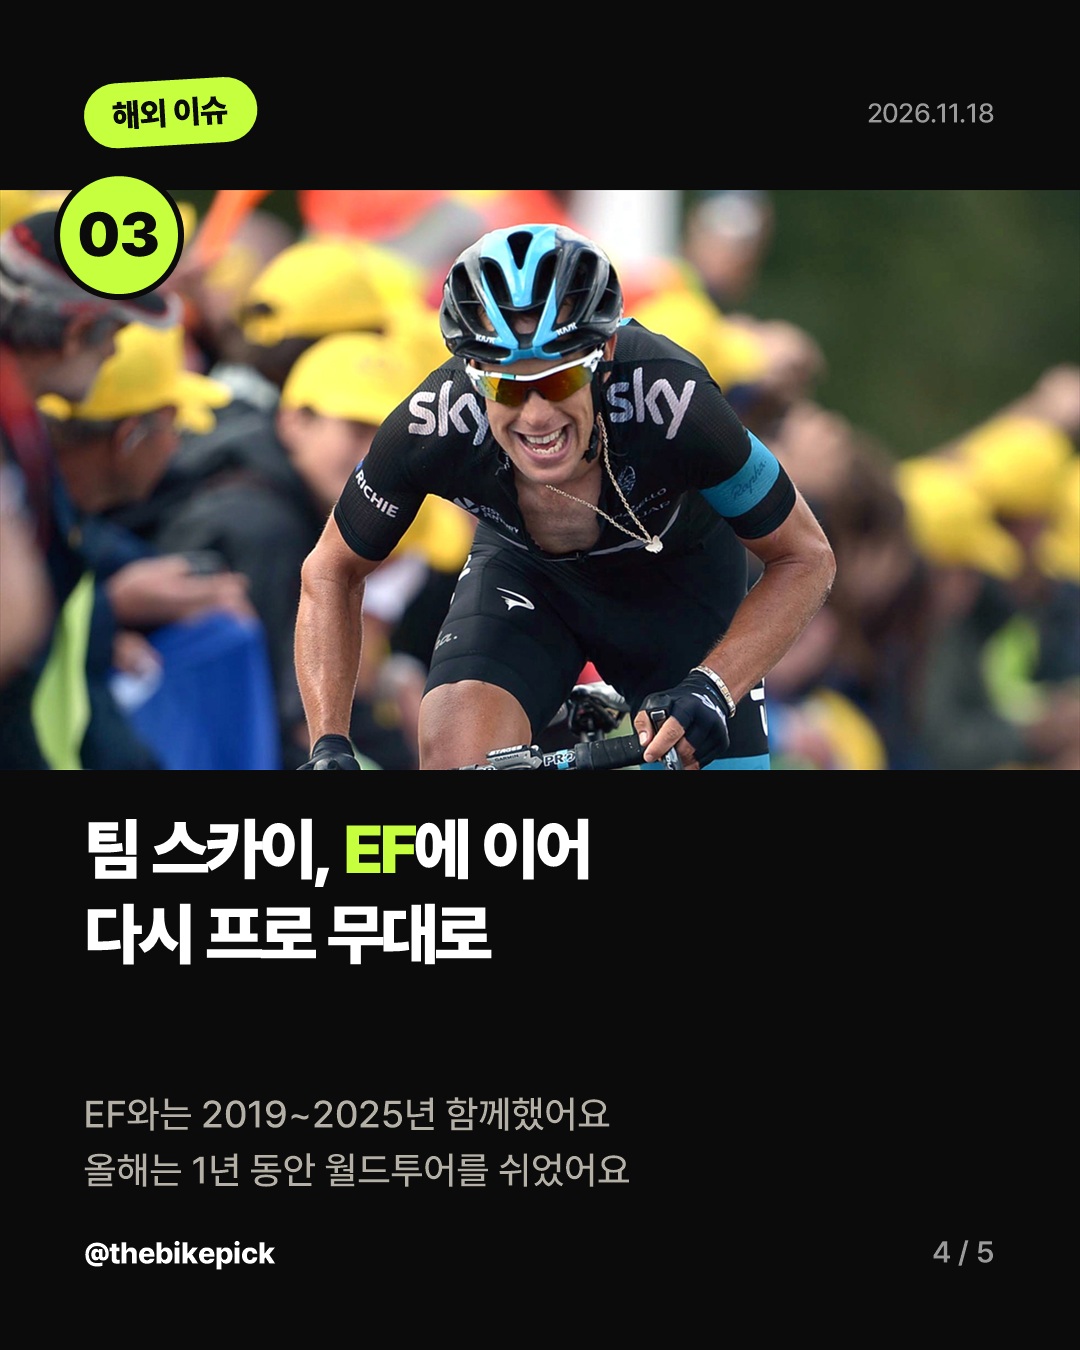 해외 이슈
2026.11.18
03
sky
sky
RICHIE
Rapha
STAGES
PRO
팀 스카이, EF에 이어
다시 프로 무대로
EF와는 2019~2025년 함께했어요
올해는 1년 동안 월드투어를 쉬었어요
@thebikepick
4 / 5